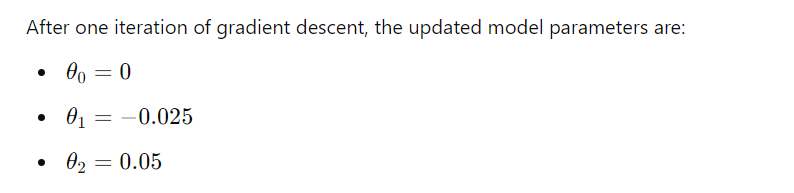 After one iteration of gradient descent, the updated model parameters are:
• θ₀ = 0
• θ₁ = −0.025
• θ₂ = 0.05